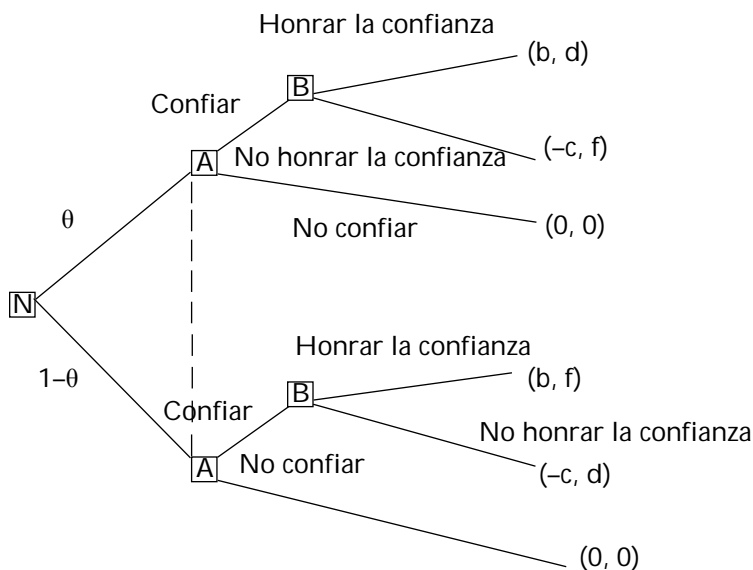 Honrar la confianza
(b, d)
B
Confiar
(–c, f)
A
No honrar la confianza
θ
No confiar
(0, 0)
N
Honrar la confianza
1–θ
(b, f)
B
Confiar
No honrar la confianza
A
No confiar
(–c, d)
(0, 0)